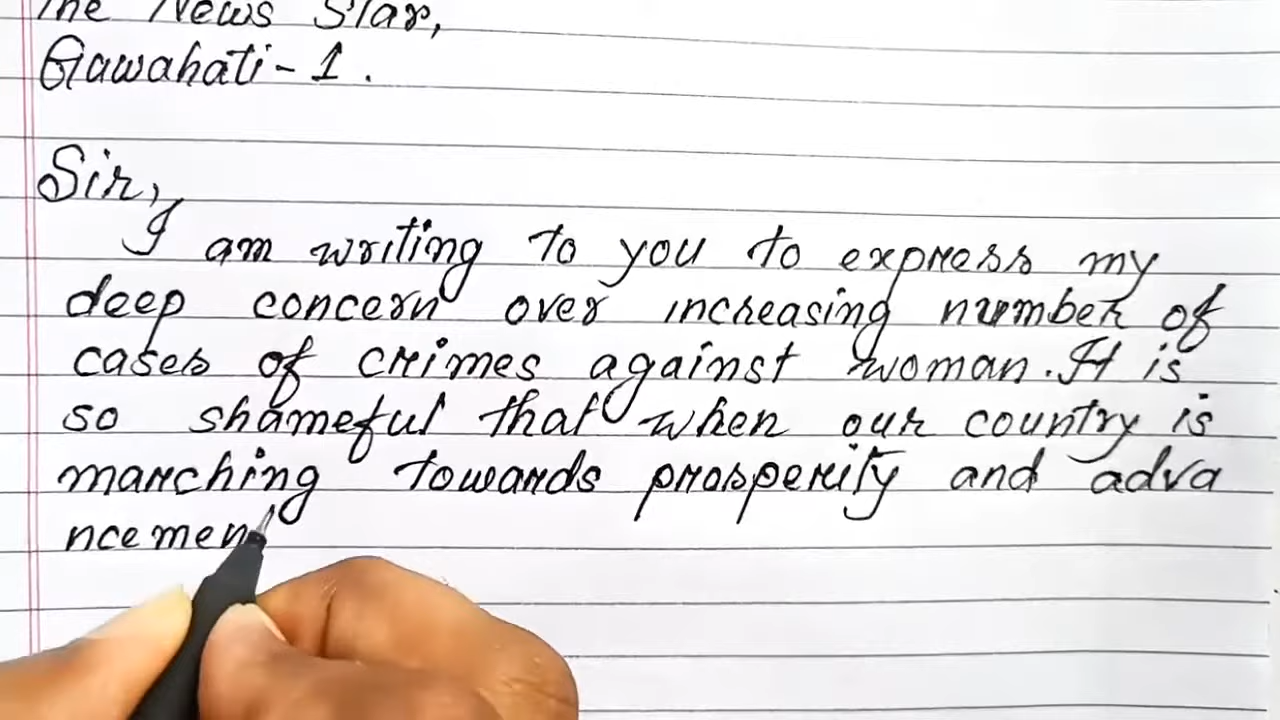 The News Star,
Gawahati- 1.
Sir,
I am writing to you to express my
deep concern over increasing number of
cases of crimes against woman. It is
so shameful that when our country is
marching towards prosperity and adva
ncemen